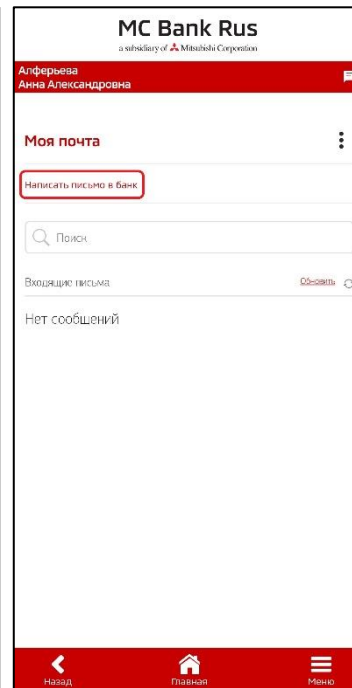 MC Bank Rus
a subsidiary of Mitsubishi Corporation
Алферьева
Анна Александровна
Моя почта
Написать письмо в банк
Поиск
Входящие письма Обновить
Нет сообщений
Назад Главная Меню